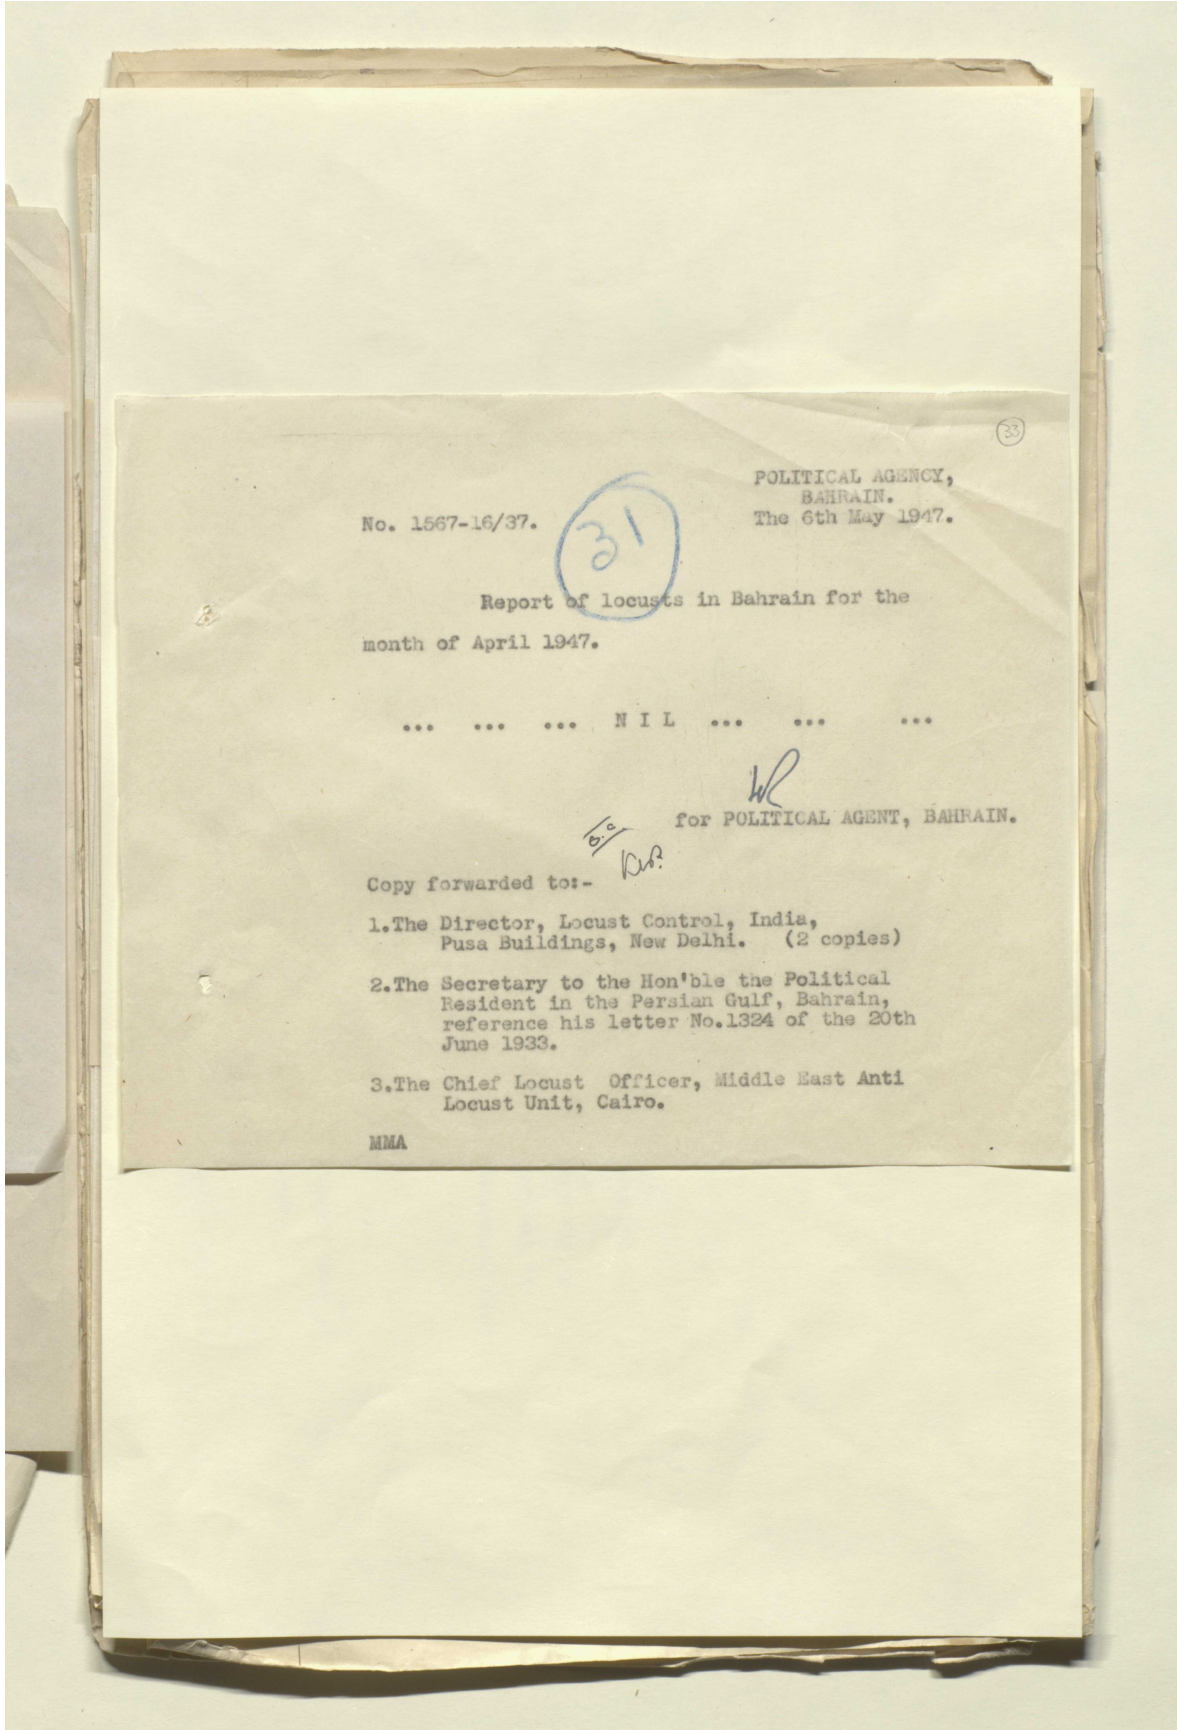 33
POLITICAL AGENCY,
BAHRAIN.
No. 1567-16/37.
The 6th May 1947.
31
Report of locusts in Bahrain for the
month of April 1947.
... ... ... N I L ... ... ...
for POLITICAL AGENT, BAHRAIN.
Copy forwarded to:-
1.The Director, Locust Control, India,
Pusa Buildings, New Delhi. (2 copies)
2.The Secretary to the Hon'ble the Political
Resident in the Persian Gulf, Bahrain,
reference his letter No.1324 of the 20th
June 1933.
3.The Chief Locust Officer, Middle East Anti
Locust Unit, Cairo.
MMA